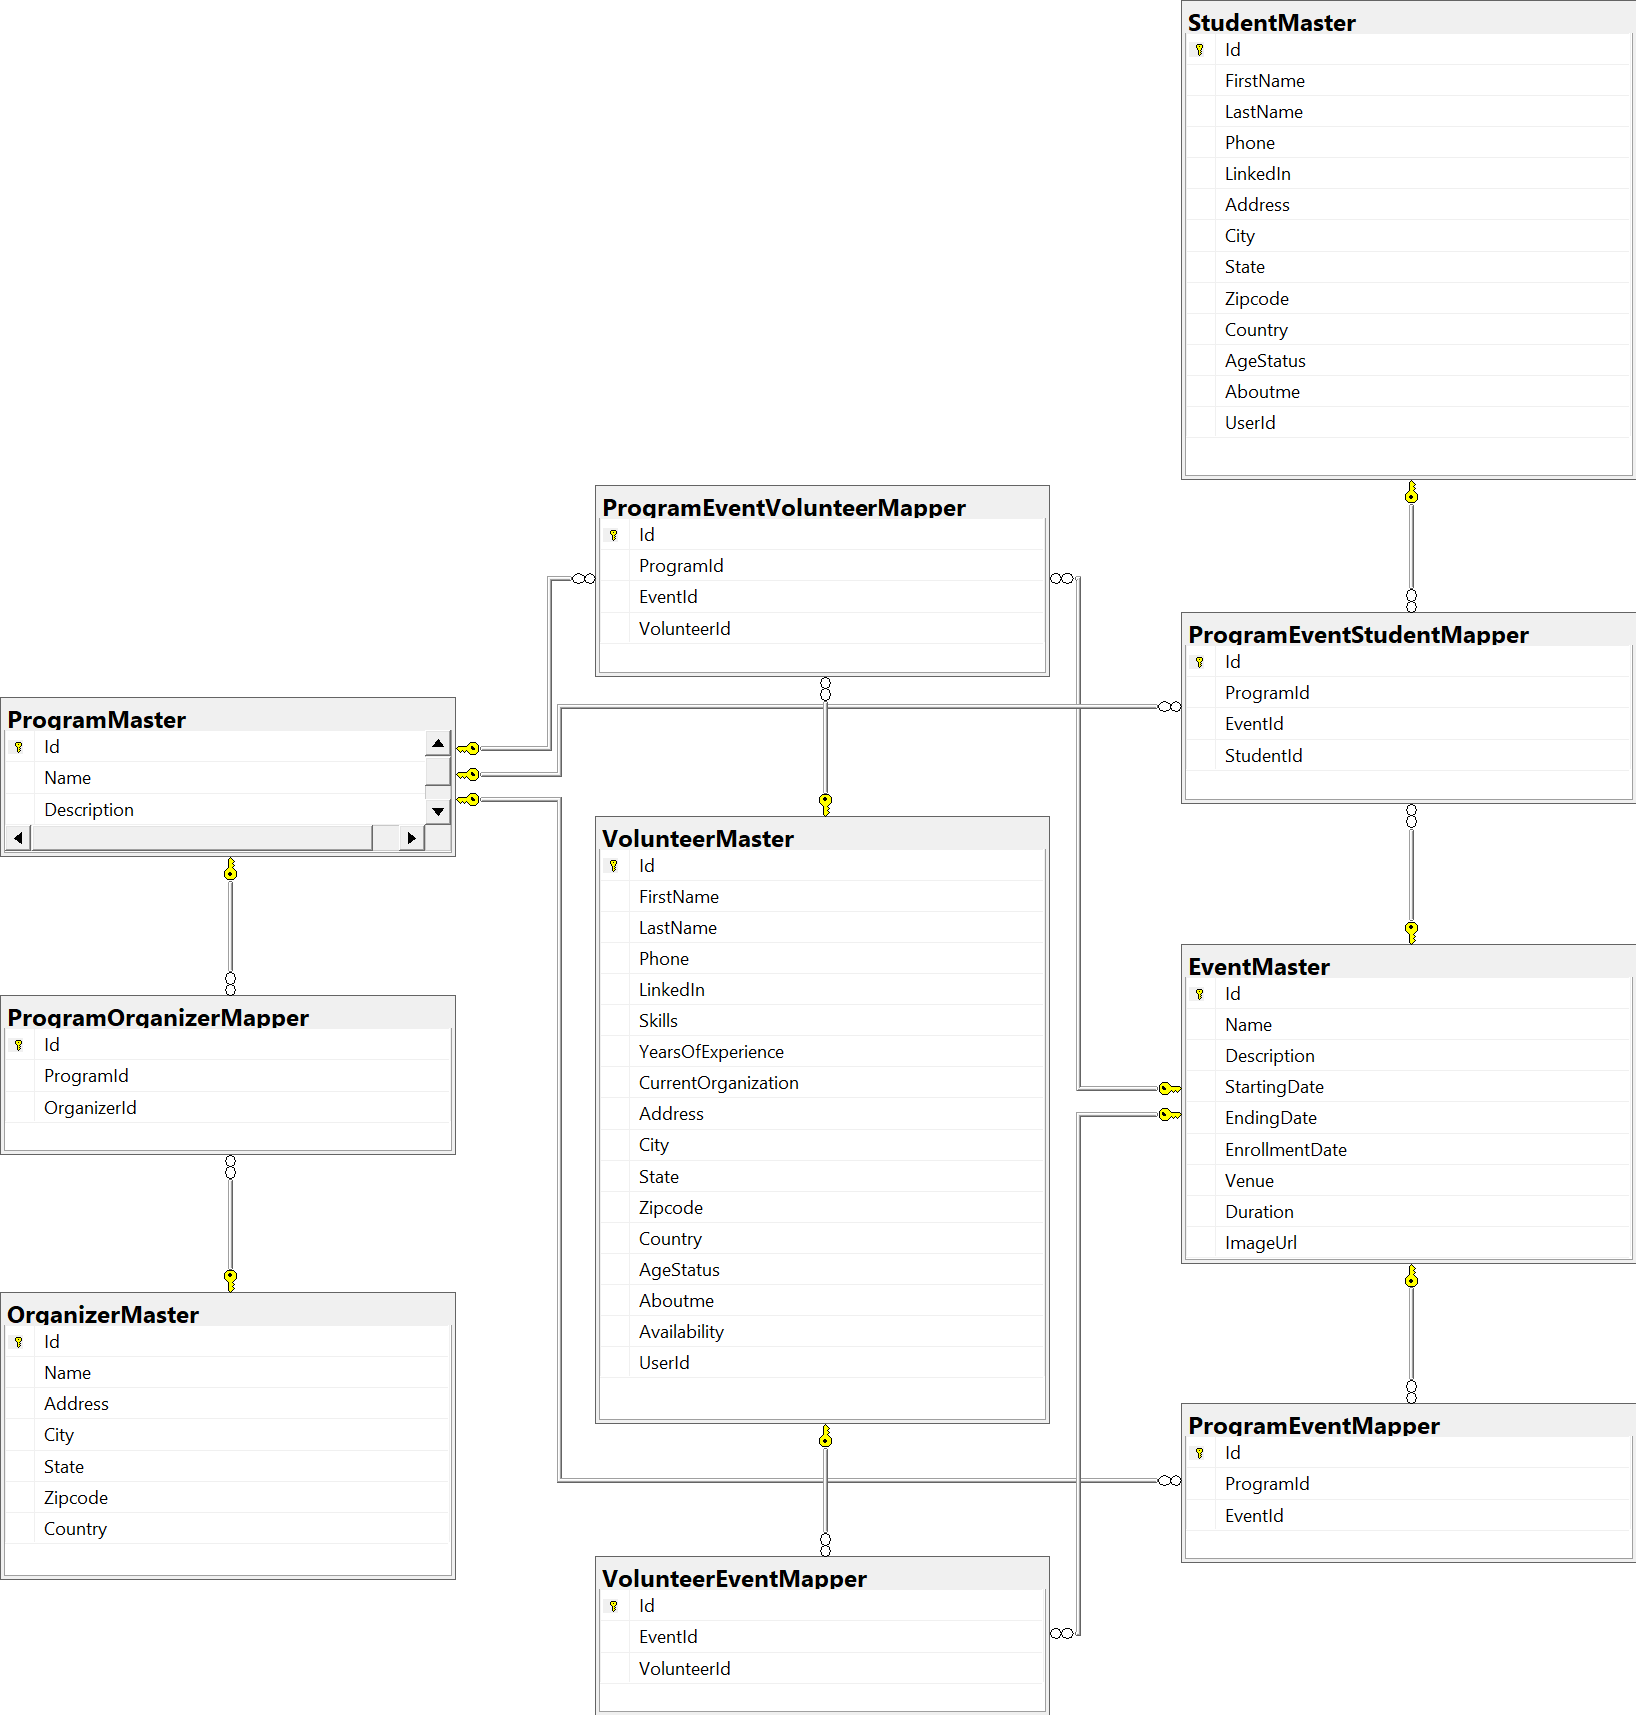 StudentMaster
Id
FirstName
LastName
Phone
LinkedIn
Address
City
State
Zipcode
Country
AgeStatus
Aboutme
UserId
ProgramEventVolunteerMapper
Id
ProgramId
EventId
VolunteerId
ProgramEventStudentMapper
Id
ProgramId
EventId
StudentId
ProgramMaster
Id
Name
Description
VolunteerMaster
Id
FirstName
LastName
Phone
LinkedIn
Skills
YearsOfExperience
CurrentOrganization
Address
City
State
Zipcode
Country
AgeStatus
Aboutme
Availability
UserId
EventMaster
Id
Name
Description
StartingDate
EndingDate
EnrollmentDate
Venue
Duration
ImageUrl
ProgramOrganizerMapper
Id
ProgramId
OrganizerId
OrganizerMaster
Id
Name
Address
City
State
Zipcode
Country
ProgramEventMapper
Id
ProgramId
EventId
VolunteerEventMapper
Id
EventId
VolunteerId